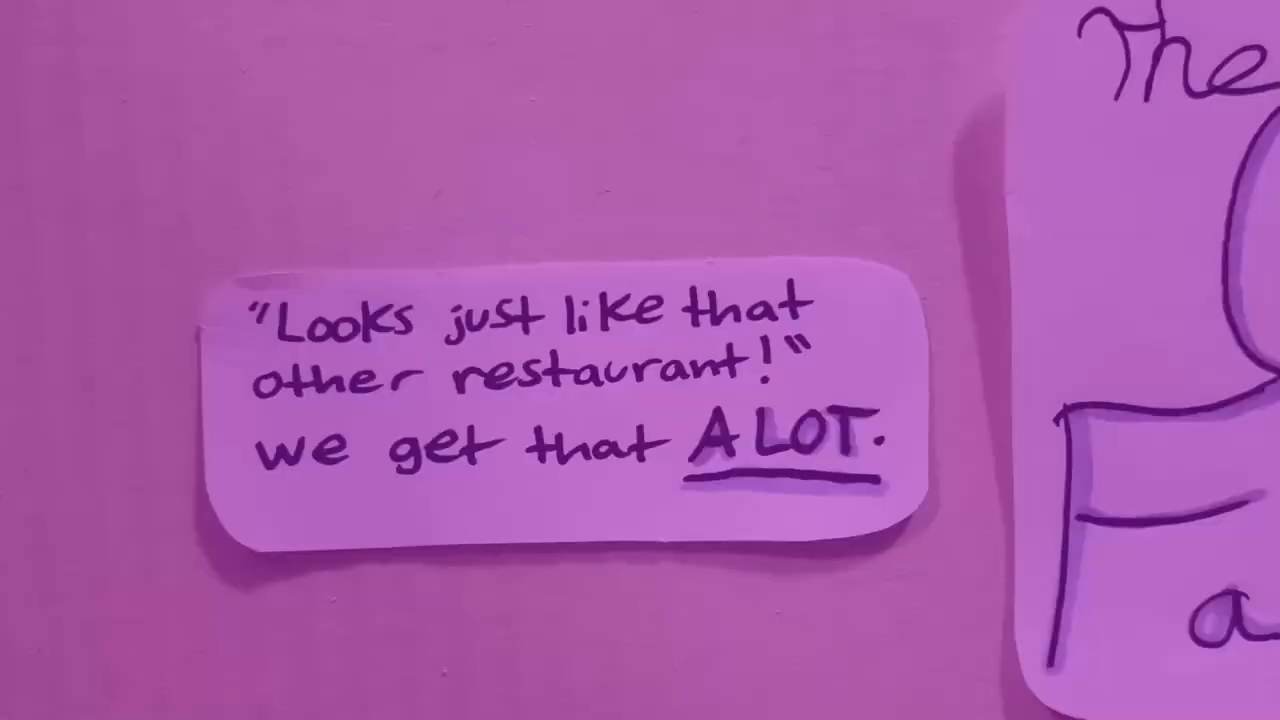 "Looks just like that
other restaurant!"
we get that A LOT.
The